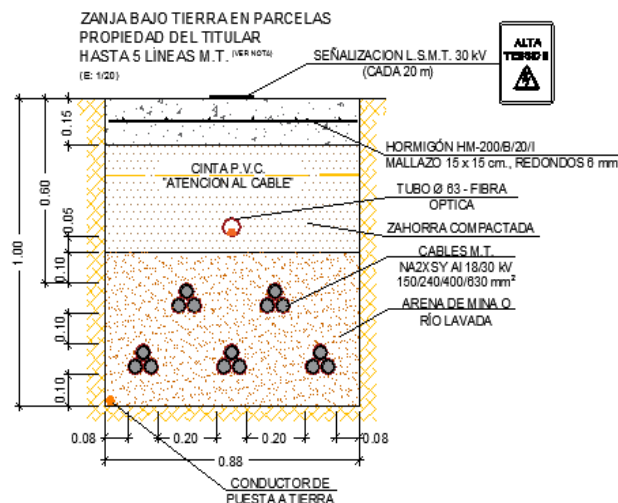 ZANJA BAJO TIERRA EN PARCELAS
PROPIEDAD DEL TITULAR
HASTA 5 LÍNEAS M.T. (VER NOTA)
(E: 1/20)
SEÑALIZACION L.S.M.T. 30 kV
(CADA 20 m)
ALTA
TENSION
HORMIGÓN HM-200/B/20/I
MALLAZO 15 x 15 cm., REDONDOS 6 mm
CINTA P.V.C.
"ATENCION AL CABLE"
TUBO Ø 63 - FIBRA
OPTICA
ZAHORRA COMPACTADA
CABLES M.T.
NA2XSY Al 18/30 kV
150/240/400/630 mm²
ARENA DE MINA O
RÍO LAVADA
0.15
0.60
0.05
1.00
0.10
0.10
0.10
0.08
0.20
0.20
0.08
0.88
CONDUCTOR DE
PUESTA A TIERRA